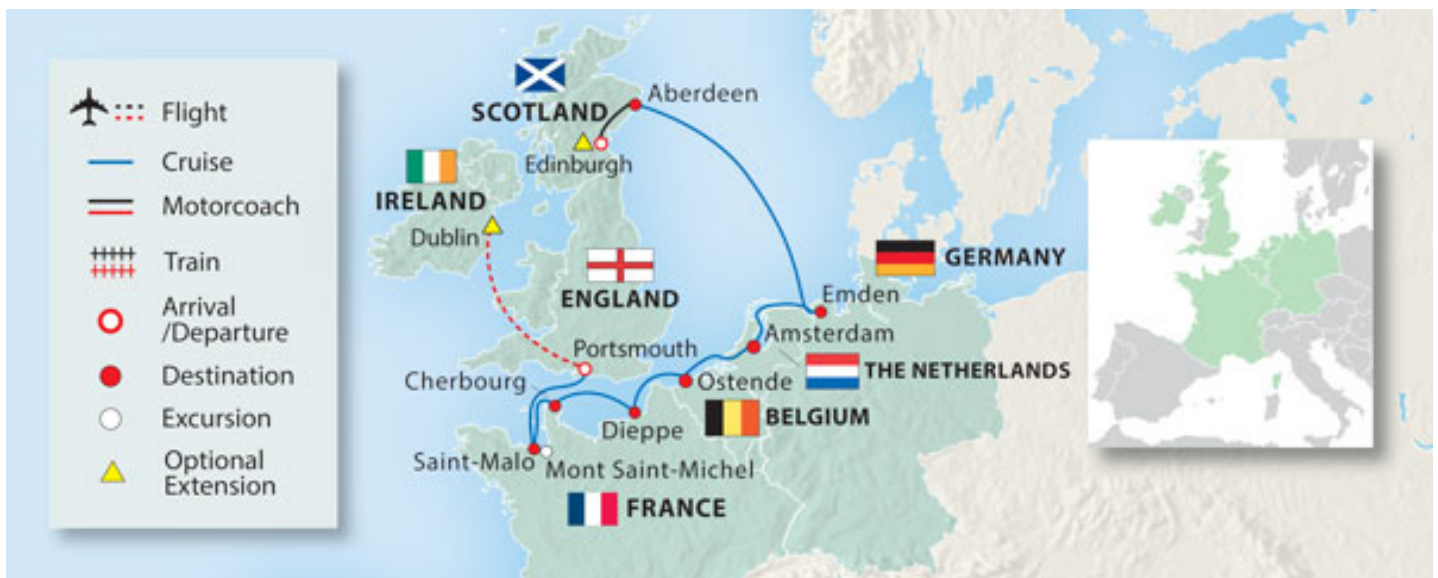 Flight
Cruise
Motorcoach
Train
Arrival
/Departure
Destination
Excursion
Optional
Extension
Aberdeen
SCOTLAND
Edinburgh
IRELAND
Dublin
GERMANY
ENGLAND
Emden
Amsterdam
Portsmouth
THE NETHERLANDS
Cherbourg
Ostende
BELGIUM
Dieppe
Saint-Malo
Mont Saint-Michel
FRANCE